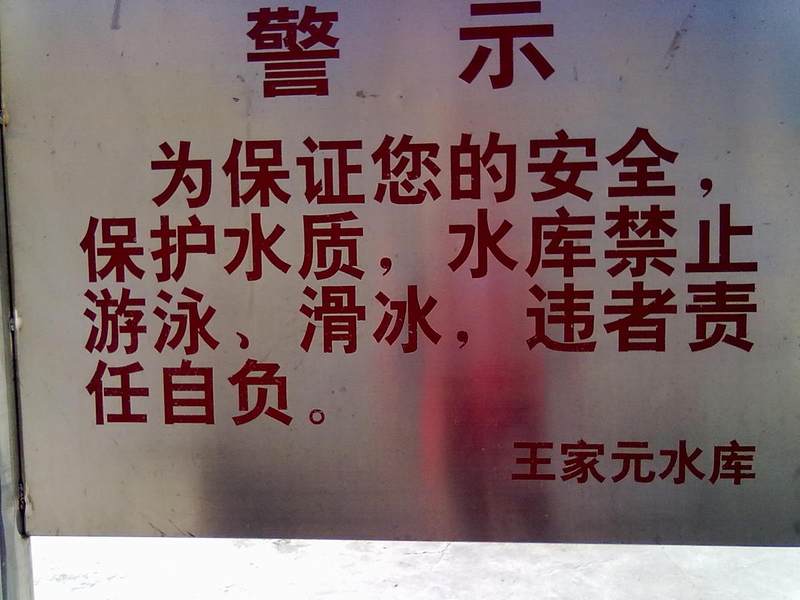 警 示
为保证您的安全，
保护水质，水库禁止
游泳、滑冰，违者责
任自负。
王家元水库